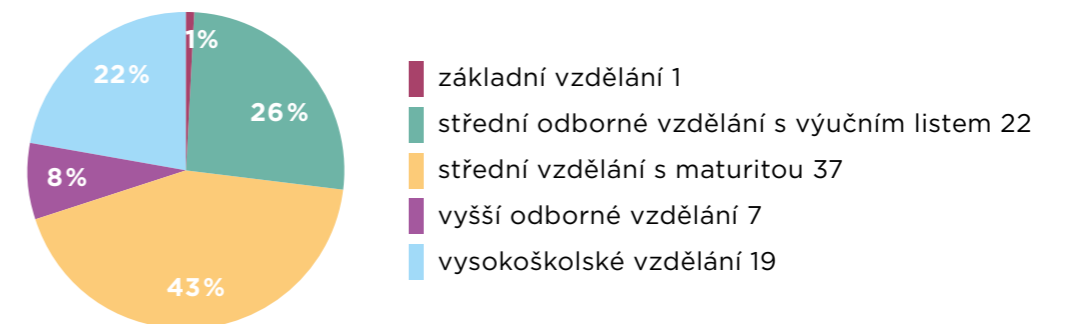 1%
22%
26%
8%
43%
základní vzdělání 1
střední odborné vzdělání s výučním listem 22
střední vzdělání s maturitou 37
vyšší odborné vzdělání 7
vysokoškolské vzdělání 19